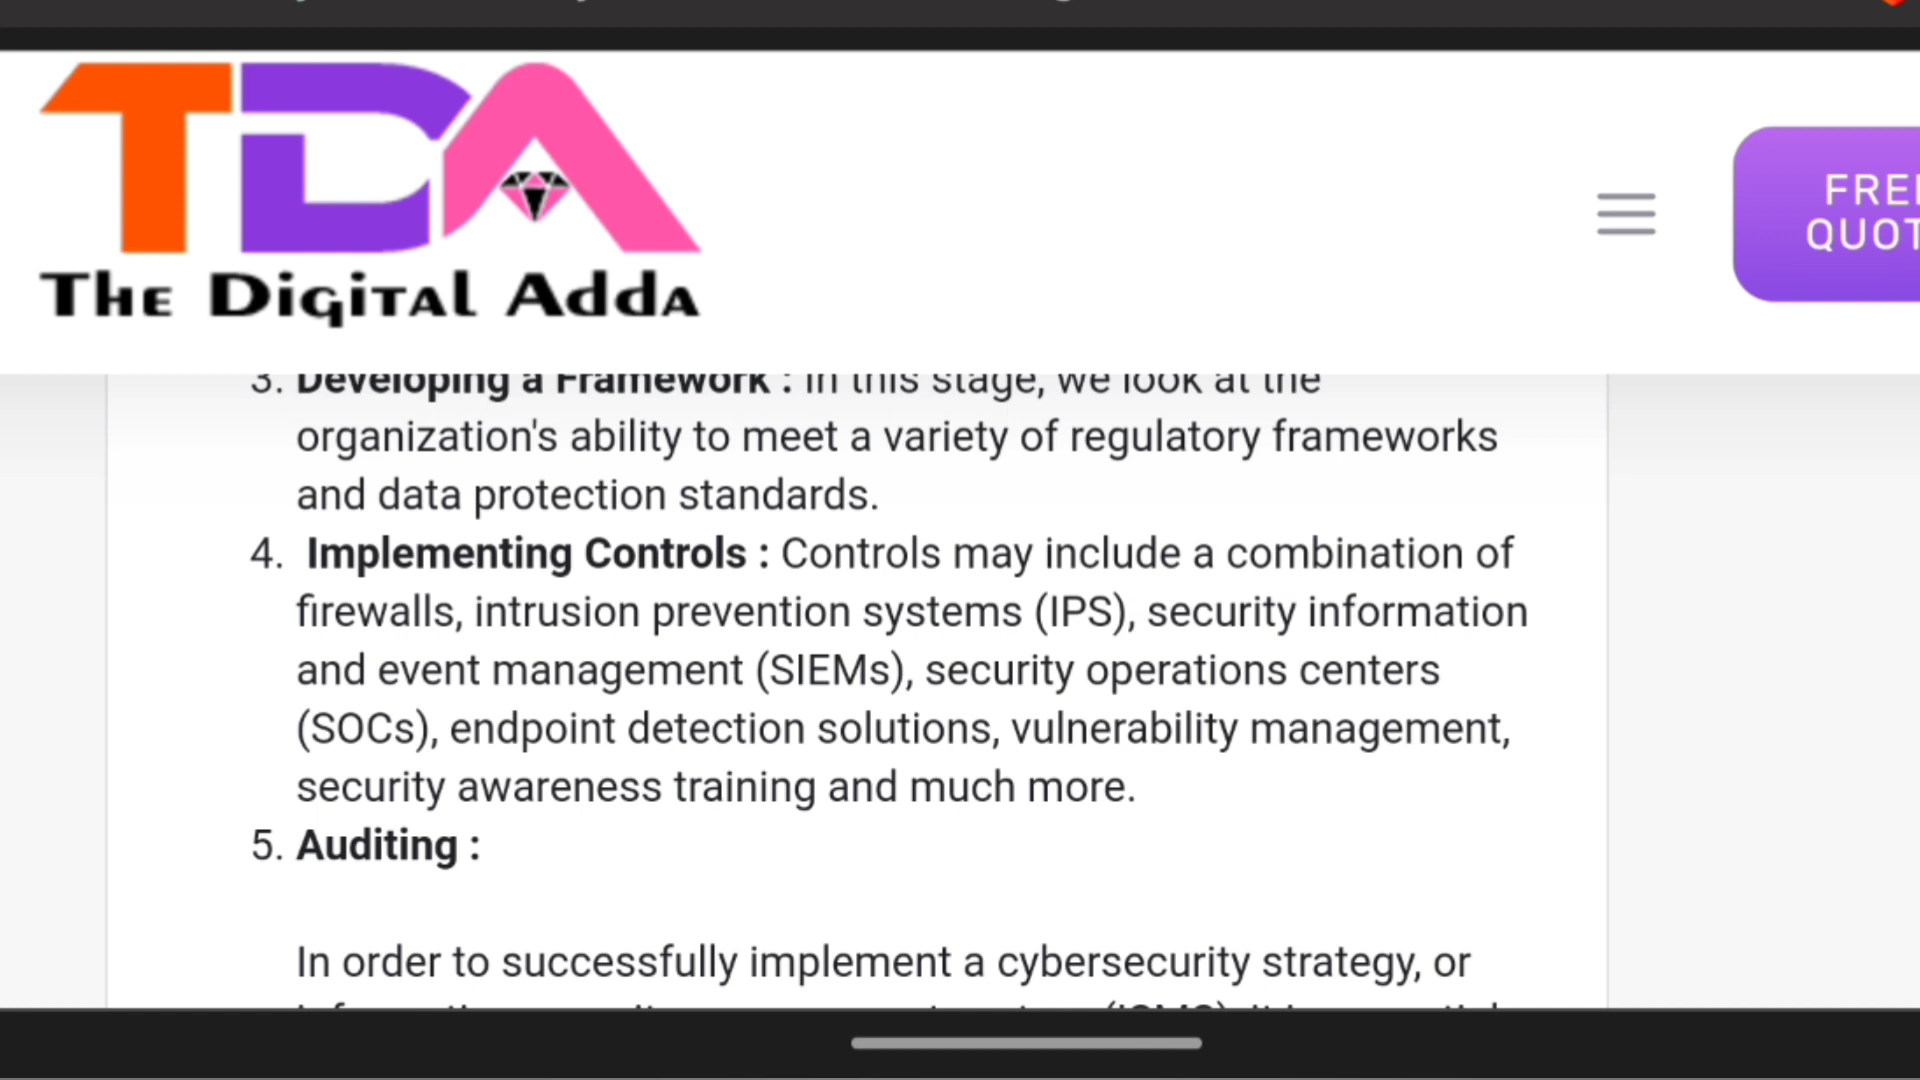 TDA
The Digital Adda
FREE
QUOT
3. Developing a Framework : In this stage, we look at the
organization's ability to meet a variety of regulatory frameworks
and data protection standards.
4. Implementing Controls : Controls may include a combination of
firewalls, intrusion prevention systems (IPS), security information
and event management (SIEMs), security operations centers
(SOCs), endpoint detection solutions, vulnerability management,
security awareness training and much more.
5. Auditing :
In order to successfully implement a cybersecurity strategy, or